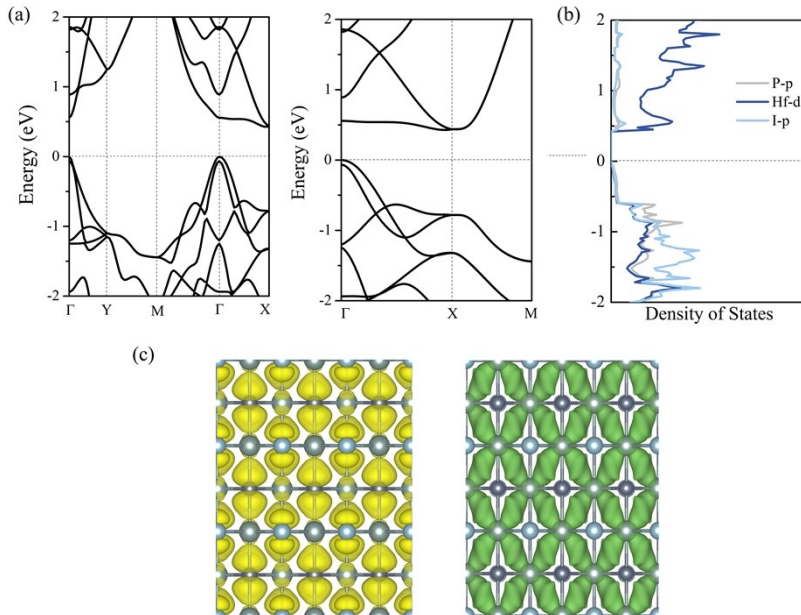 (a)
(b)
2
1
0
-1
-2
Energy (eV)
Γ
Y
M
Γ
X
2
1
0
-1
-2
Energy (eV)
Γ
X
M
2
1
0
-1
-2
P-p
Hf-d
I-p
Density of States
(c)